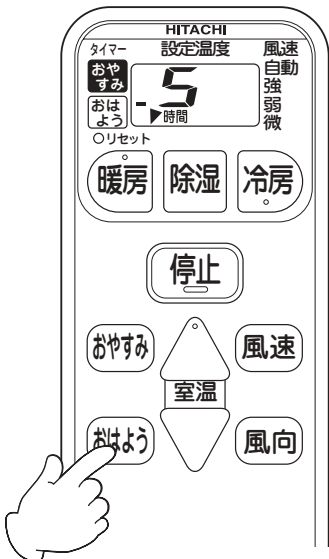 HITACHI
タイマー 設定温度 風速
おやすみ
おはよう
-5
時間
自動
強
弱
微
○リセット
暖房 除湿 冷房
停止
おやすみ 風速
室温
おはよう 風向